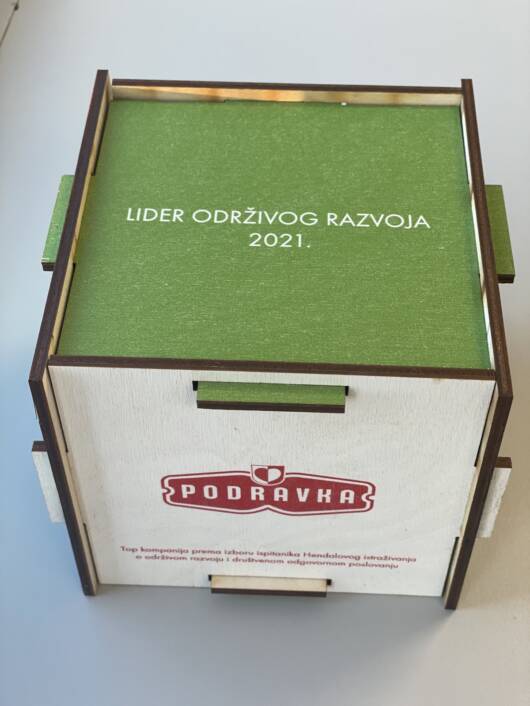 LIDER ODRŽIVOG RAZVOJA
2021.
PODRAVKA
Top kompanija prema izboru ispitanika Hendalovog istraživanja
o održivom razvoju i društvenom odgovornom poslovanju